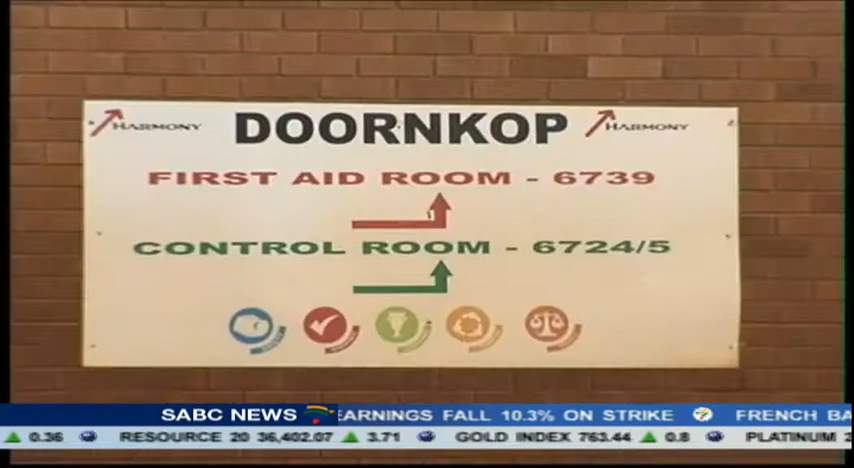 HARMONY DOORNKOP HARMONY
FIRST AID ROOM - 6739
CONTROL ROOM - 6724/5
SABC NEWS EARNINGS FALL 10.3% ON STRIKE FRENCH BA
0.36 RESOURCE 20 36,402.07 3.71 GOLD INDEX 763.44 0.8 PLATINUM 2